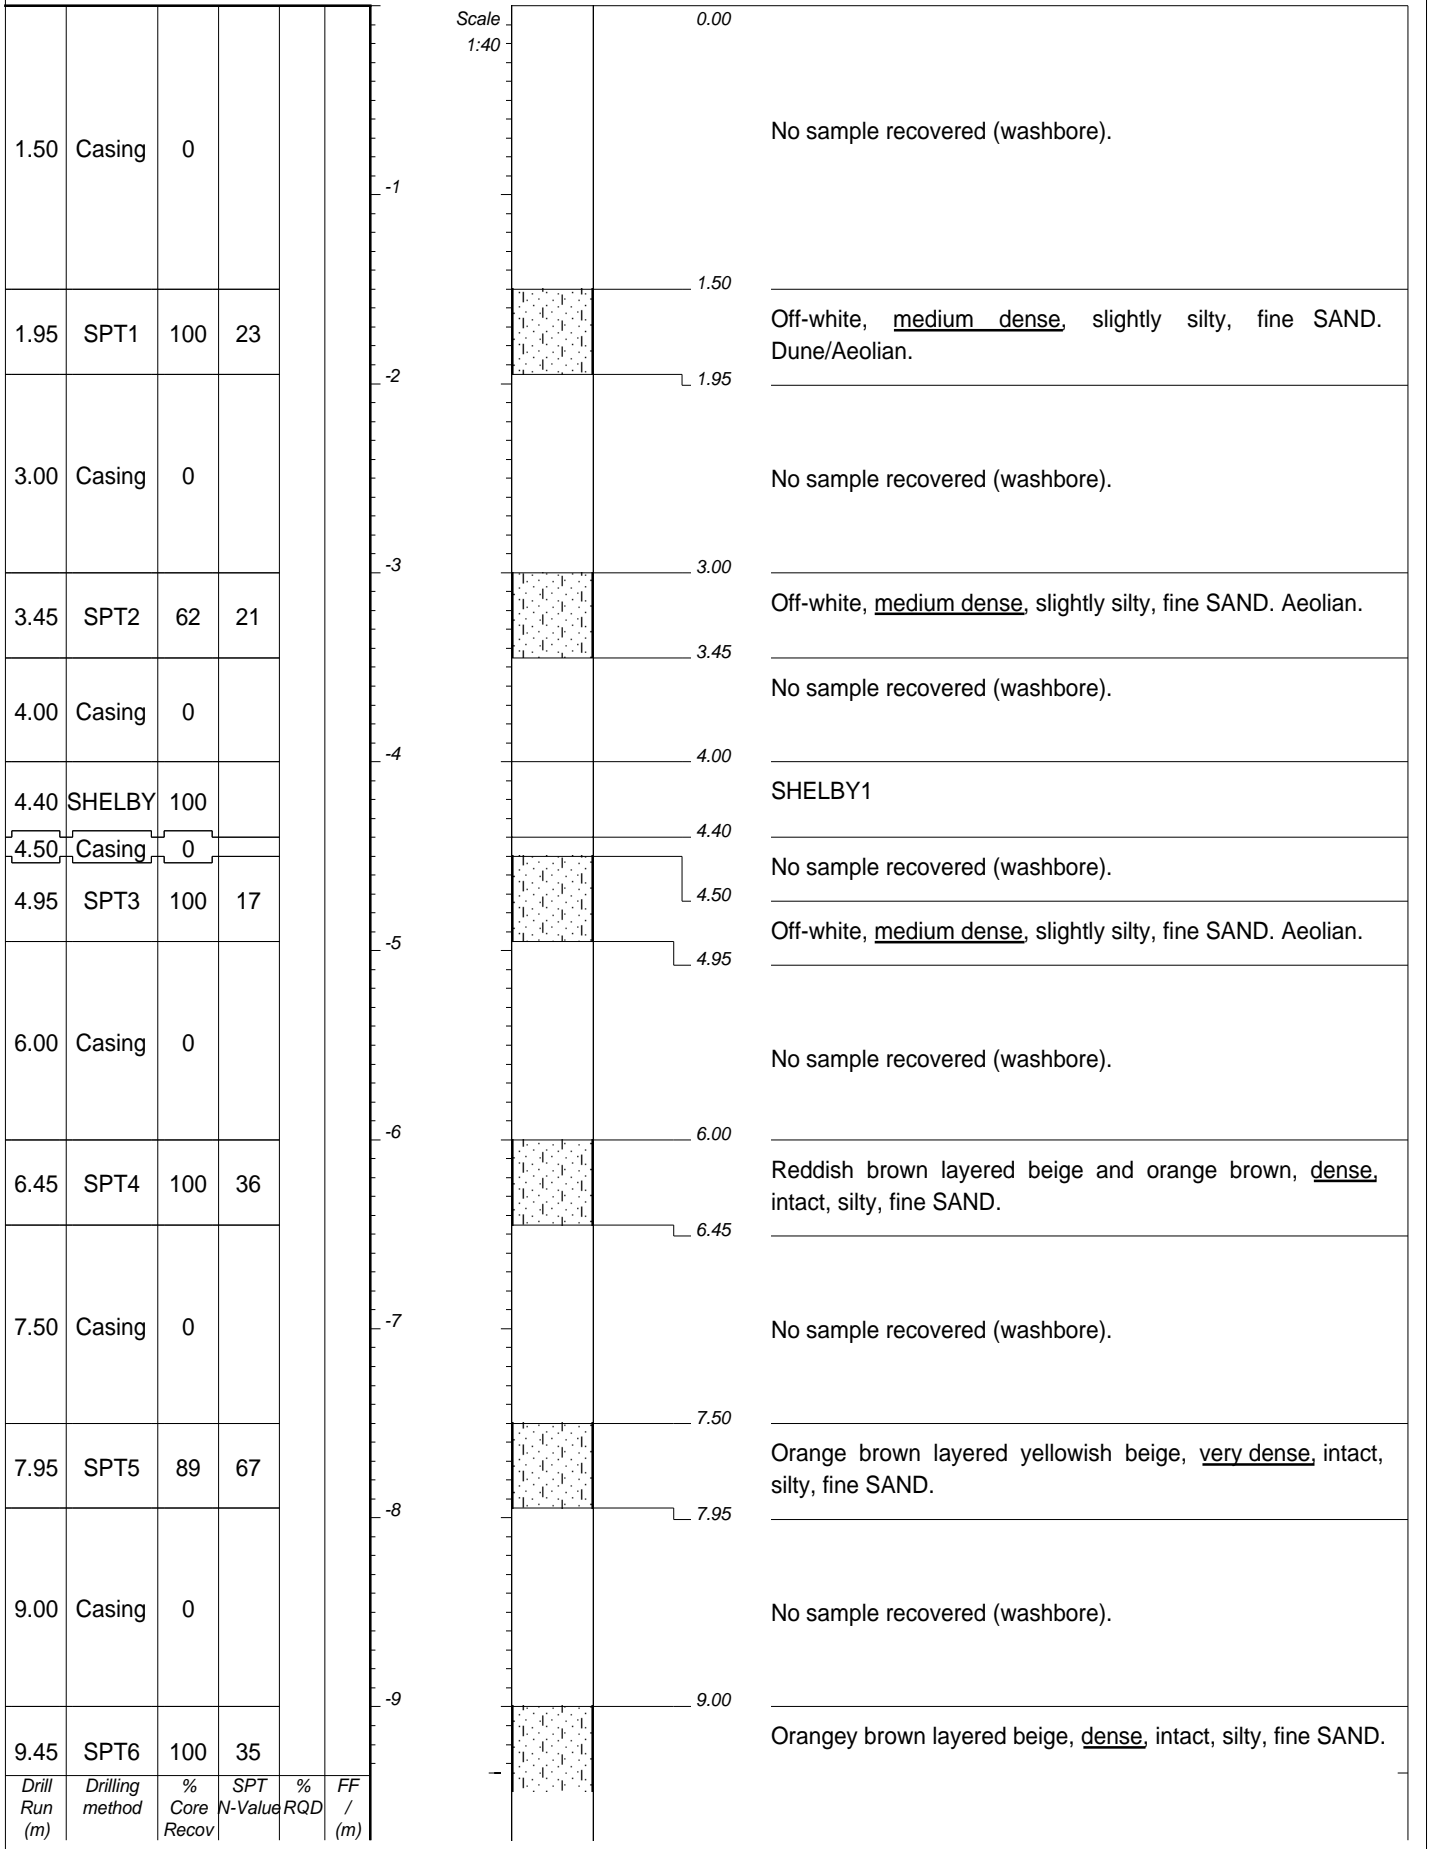 Scale 0.00
1:40
No sample recovered (washbore).
1.50 Casing 0
-1
1.50
Off-white, medium dense, slightly silty, fine SAND.
1.95 SPT1 100 23
Dune/Aeolian.
-2 1.95
3.00 Casing 0 No sample recovered (washbore).
-3 3.00
Off-white, medium dense, slightly silty, fine SAND. Aeolian.
3.45 SPT2 62 21
3.45
No sample recovered (washbore).
4.00 Casing 0
-4 4.00
SHELBY1
4.40 SHELBY 100
4.40
4.50 Casing 0
No sample recovered (washbore).
4.50
4.95 SPT3 100 17
Off-white, medium dense, slightly silty, fine SAND. Aeolian.
-5
4.95
6.00 Casing 0
No sample recovered (washbore).
-6 6.00
Reddish brown layered beige and orange brown, dense,
6.45 SPT4 100 36
intact, silty, fine SAND.
6.45
7.50 Casing 0 -7 No sample recovered (washbore).
7.50
Orange brown layered yellowish beige, very dense, intact,
7.95 SPT5 89 67
silty, fine SAND.
-8 7.95
9.00 Casing 0 No sample recovered (washbore).
-9 9.00
Orangey brown layered beige, dense, intact, silty, fine SAND.
9.45 SPT6 100 35
Drill Drilling % SPT % FF
Run method Core N-Value RQD /
(m) Recov (m)